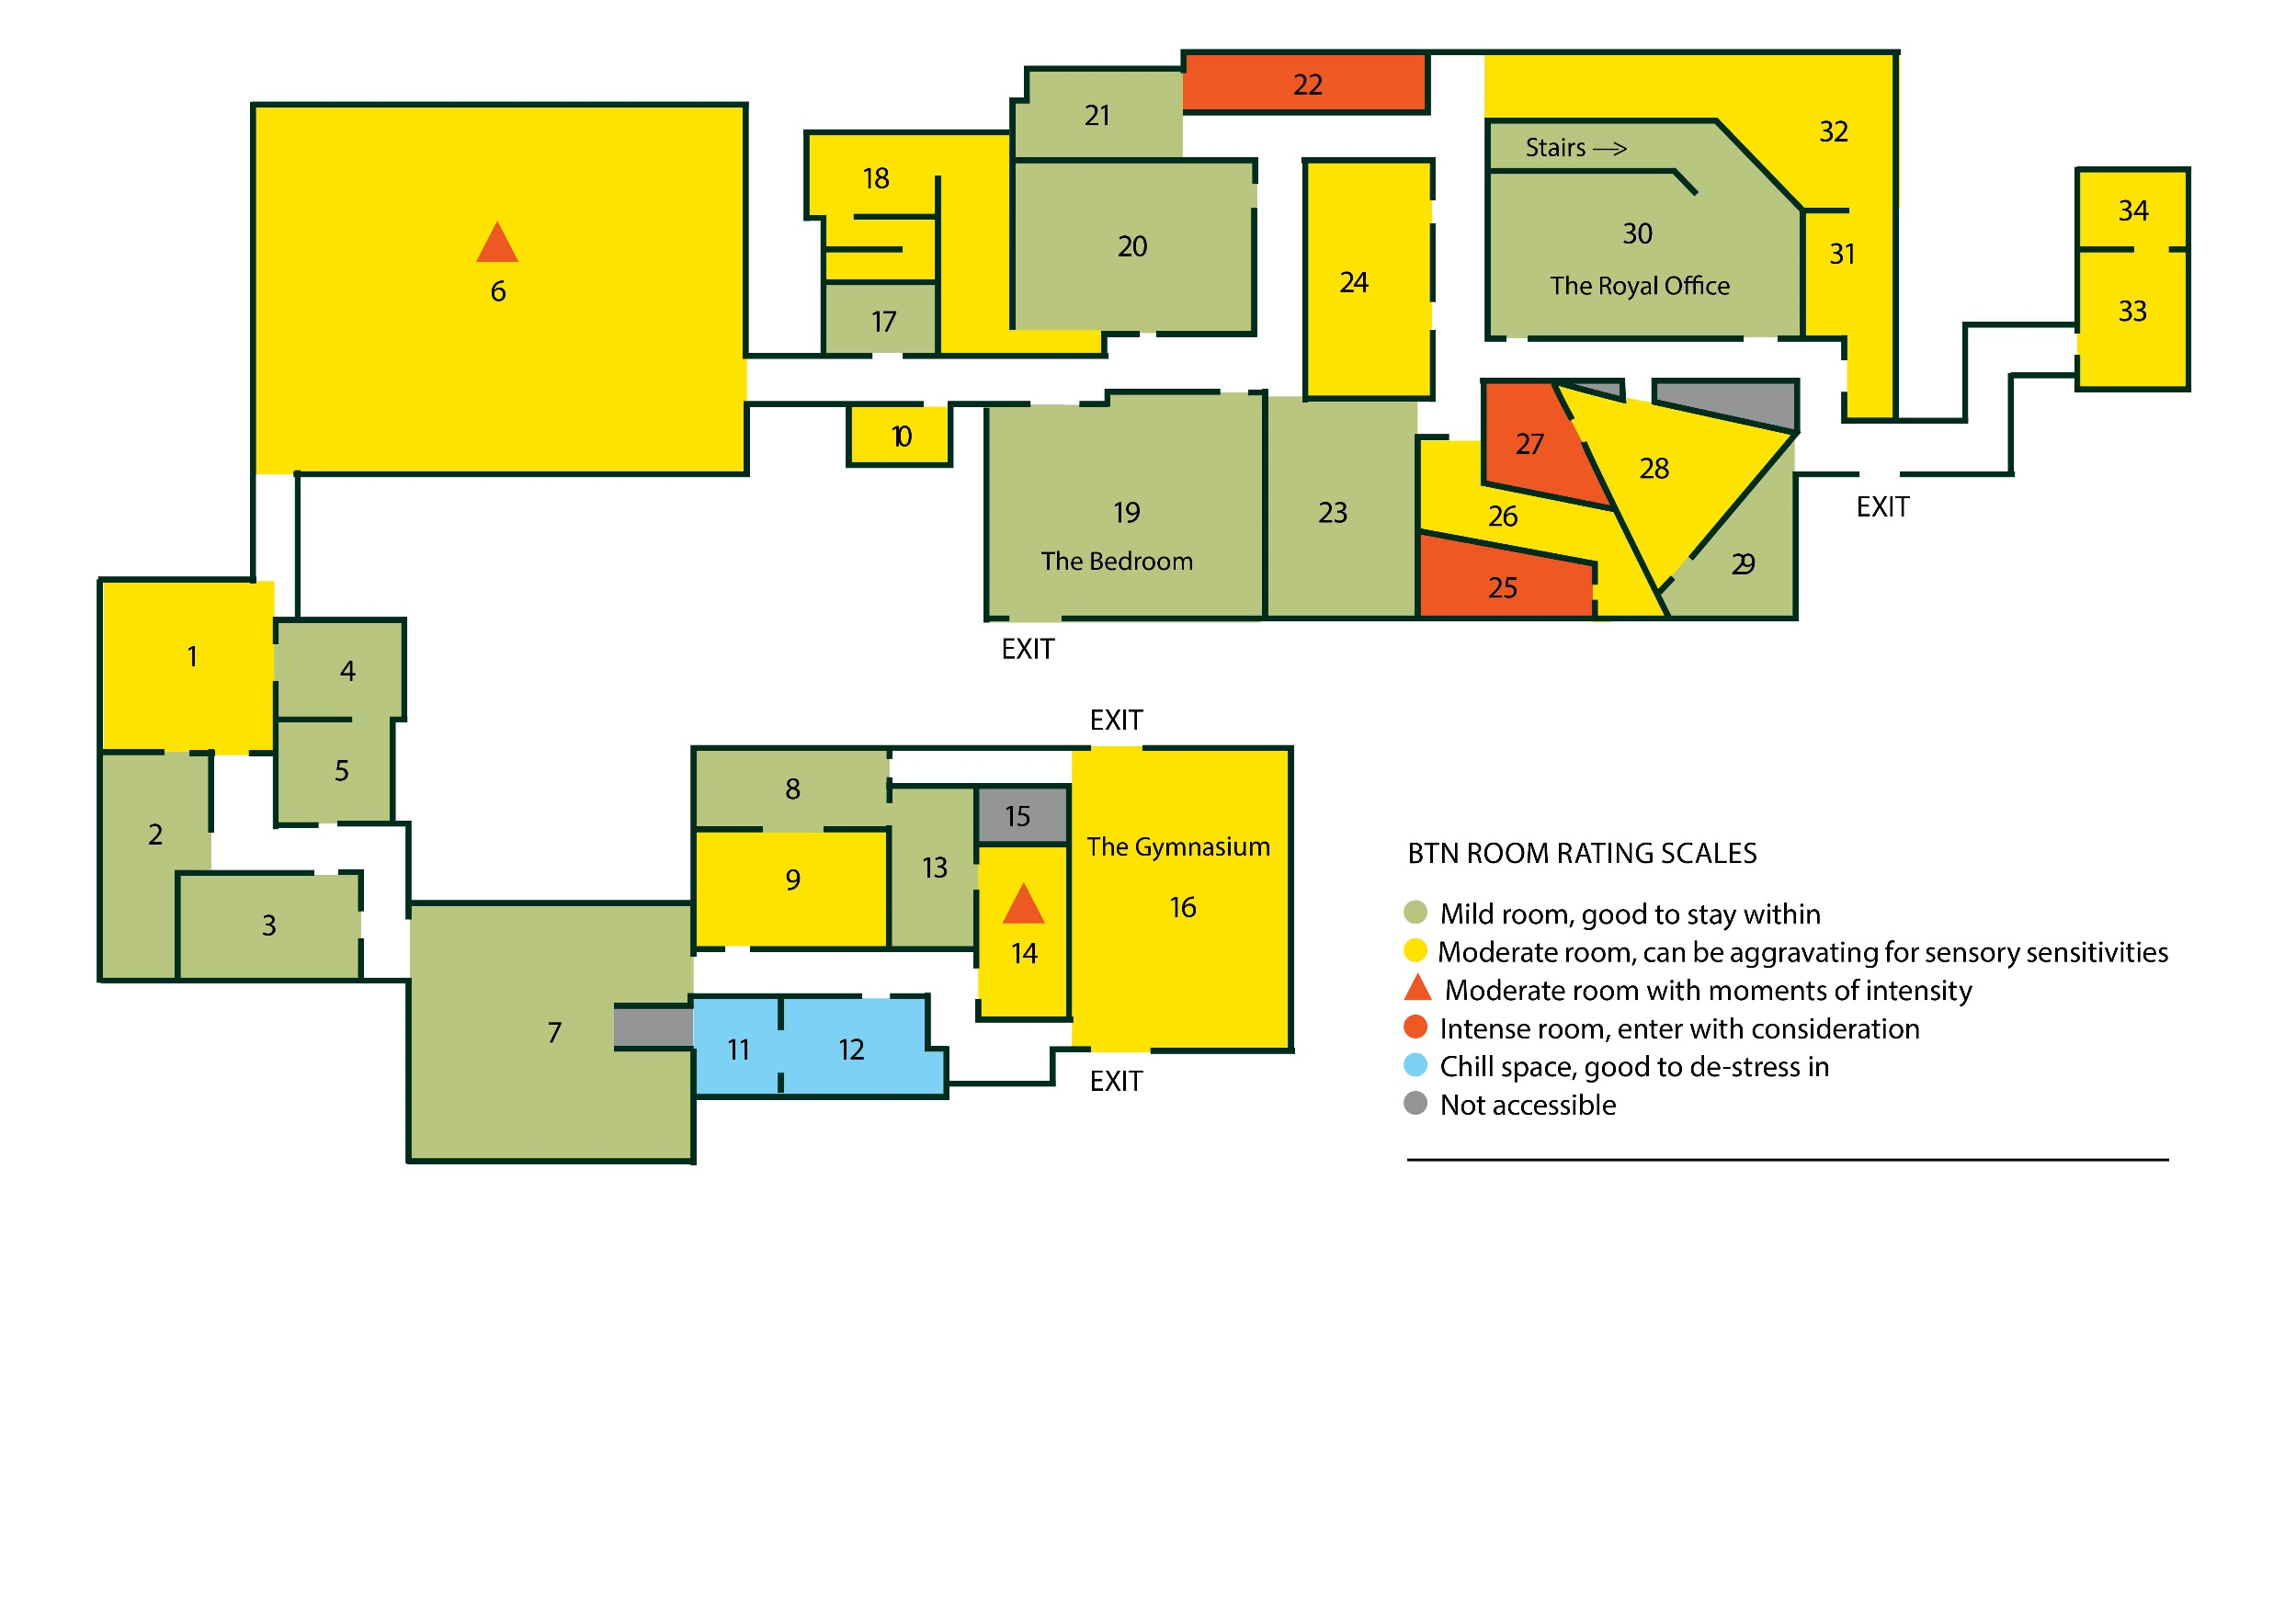 22
21
32
Stairs →
18
34
6
20
30
24
31
The Royal Office
17
33
10
27
28
19
23
26
The Bedroom
29
25
EXIT
EXIT
1
4
5
2
3
EXIT
8
15
The Gymnasium
9
13
16
14
7
11
12
EXIT
BTN ROOM RATING SCALES
Mild room, good to stay within
Moderate room, can be aggravating for sensory sensitivities
Moderate room with moments of intensity
Intense room, enter with consideration
Chill space, good to de-stress in
Not accessible